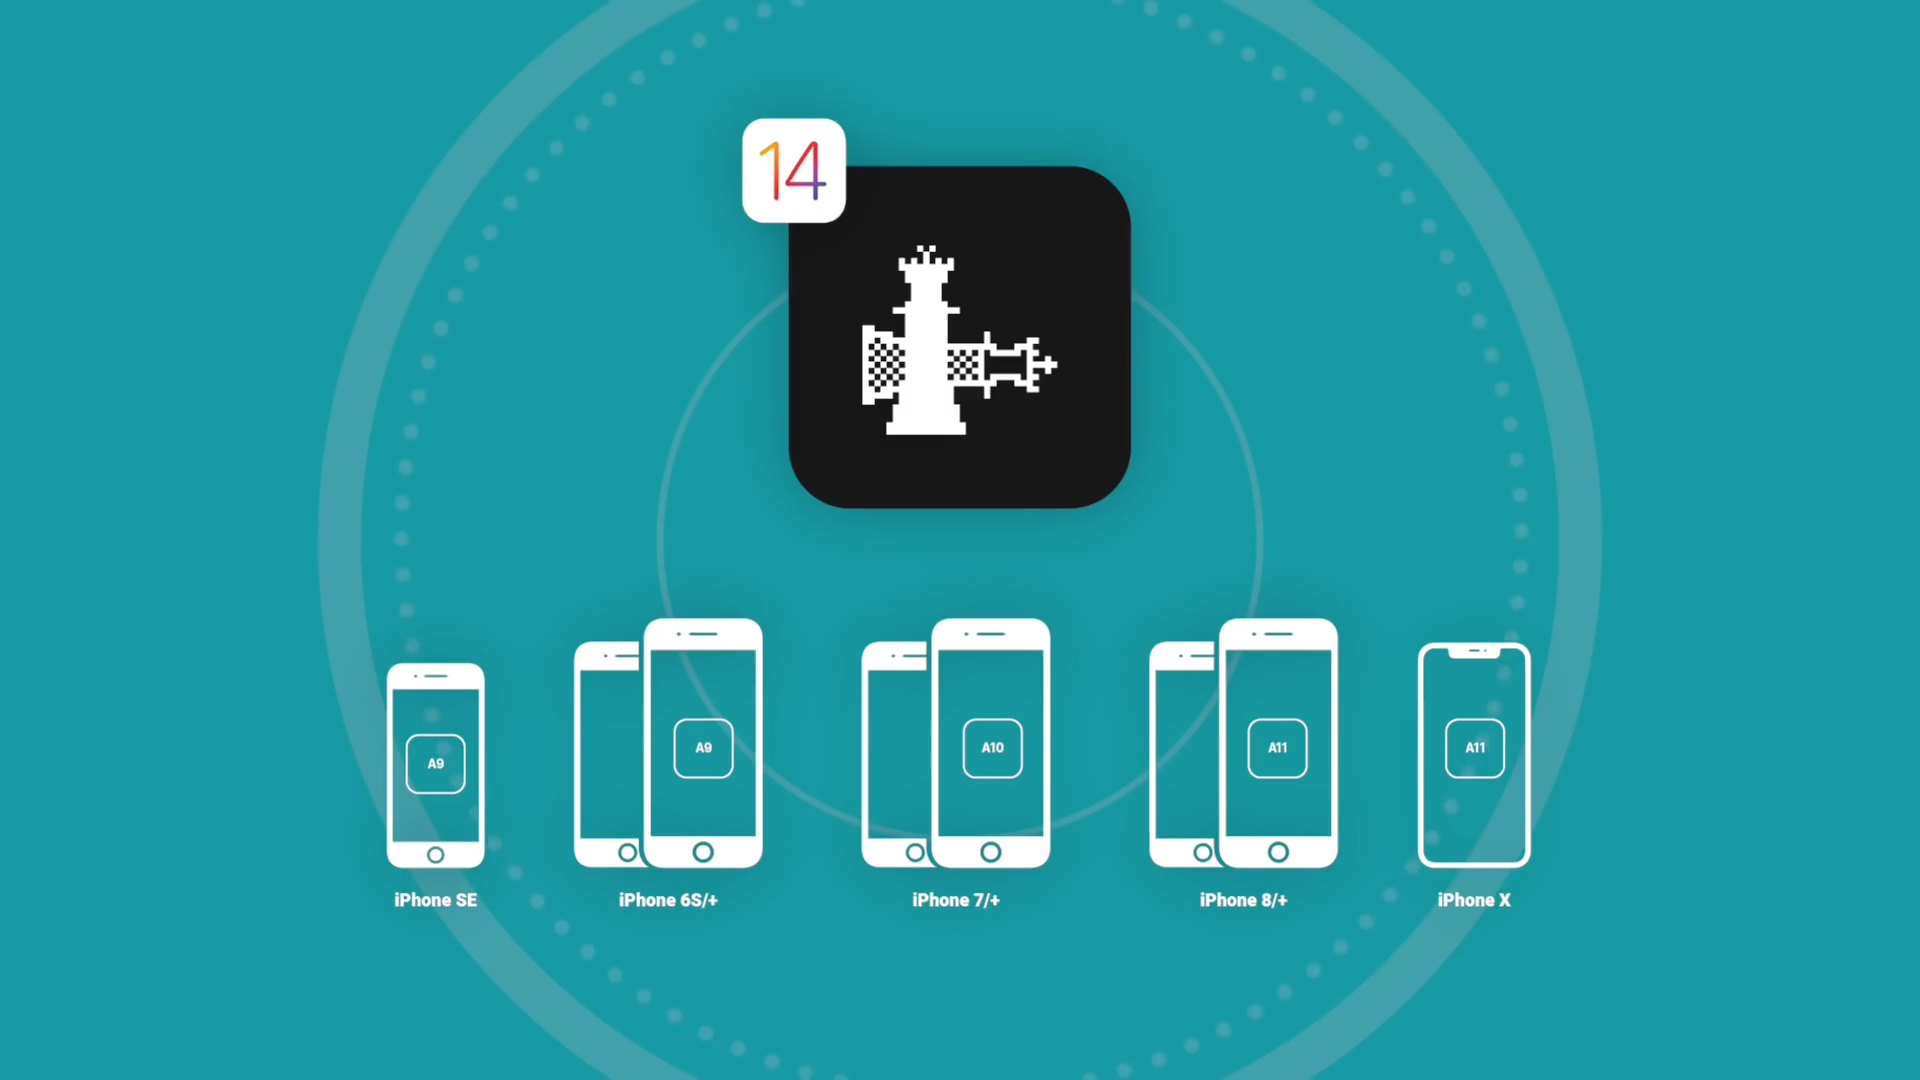 14
A9
A9
A10
A11
A11
iPhone SE
iPhone 6S/+
iPhone 7/+
iPhone 8/+
iPhone X